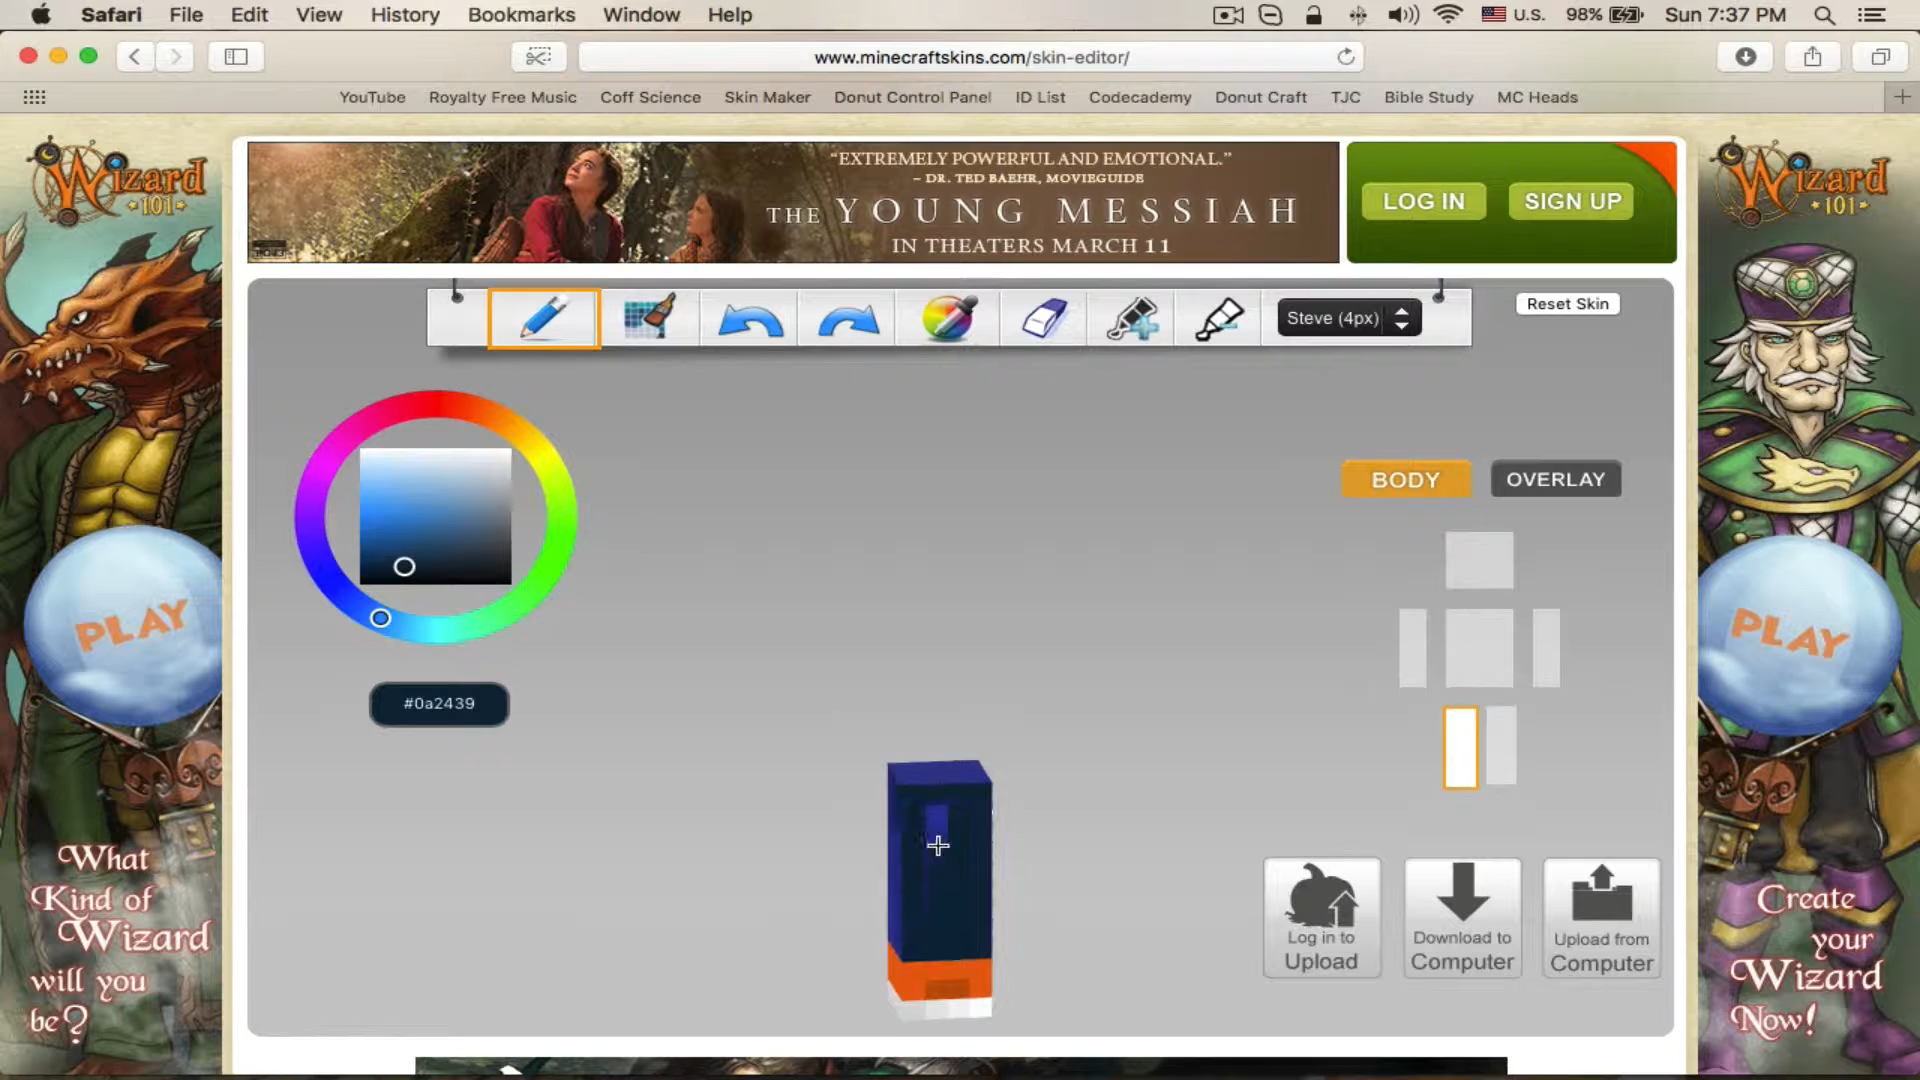 Safari File Edit View History Bookmarks Window Help U.S. 98% Sun 7:37 PM
www.minecraftskins.com/skin-editor/
YouTube Royalty Free Music Coff Science Skin Maker Donut Control Panel ID List Codecademy Donut Craft TJC Bible Study MC Heads
Wizard
101
“EXTREMELY POWERFUL AND EMOTIONAL.”
– DR. TED BAEHR, MOVIEGUIDE
THE YOUNG MESSIAH
IN THEATERS MARCH 11
LOG IN SIGN UP
Wizard
101
Steve (4px)
Reset Skin
BODY OVERLAY
#0a2439
PLAY
PLAY
What
Kind of
Wizard
will you
be?
Log in to
Upload
Download to
Computer
Upload from
Computer
Create
your
Wizard
Now!